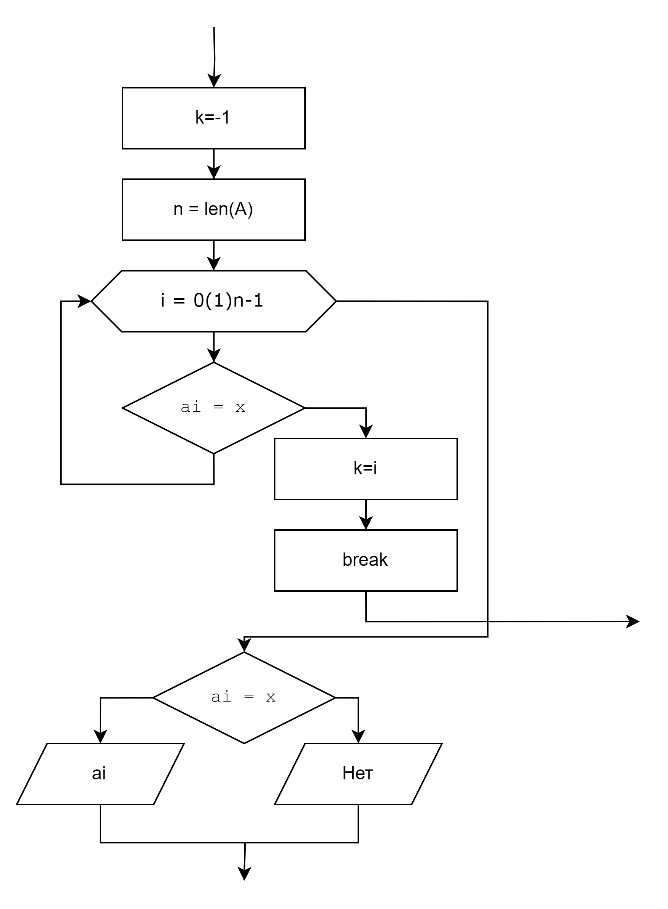 k=-1
n = len(A)
i = 0(1)n-1
ai = x
k=i
break
ai = x
ai
Нет